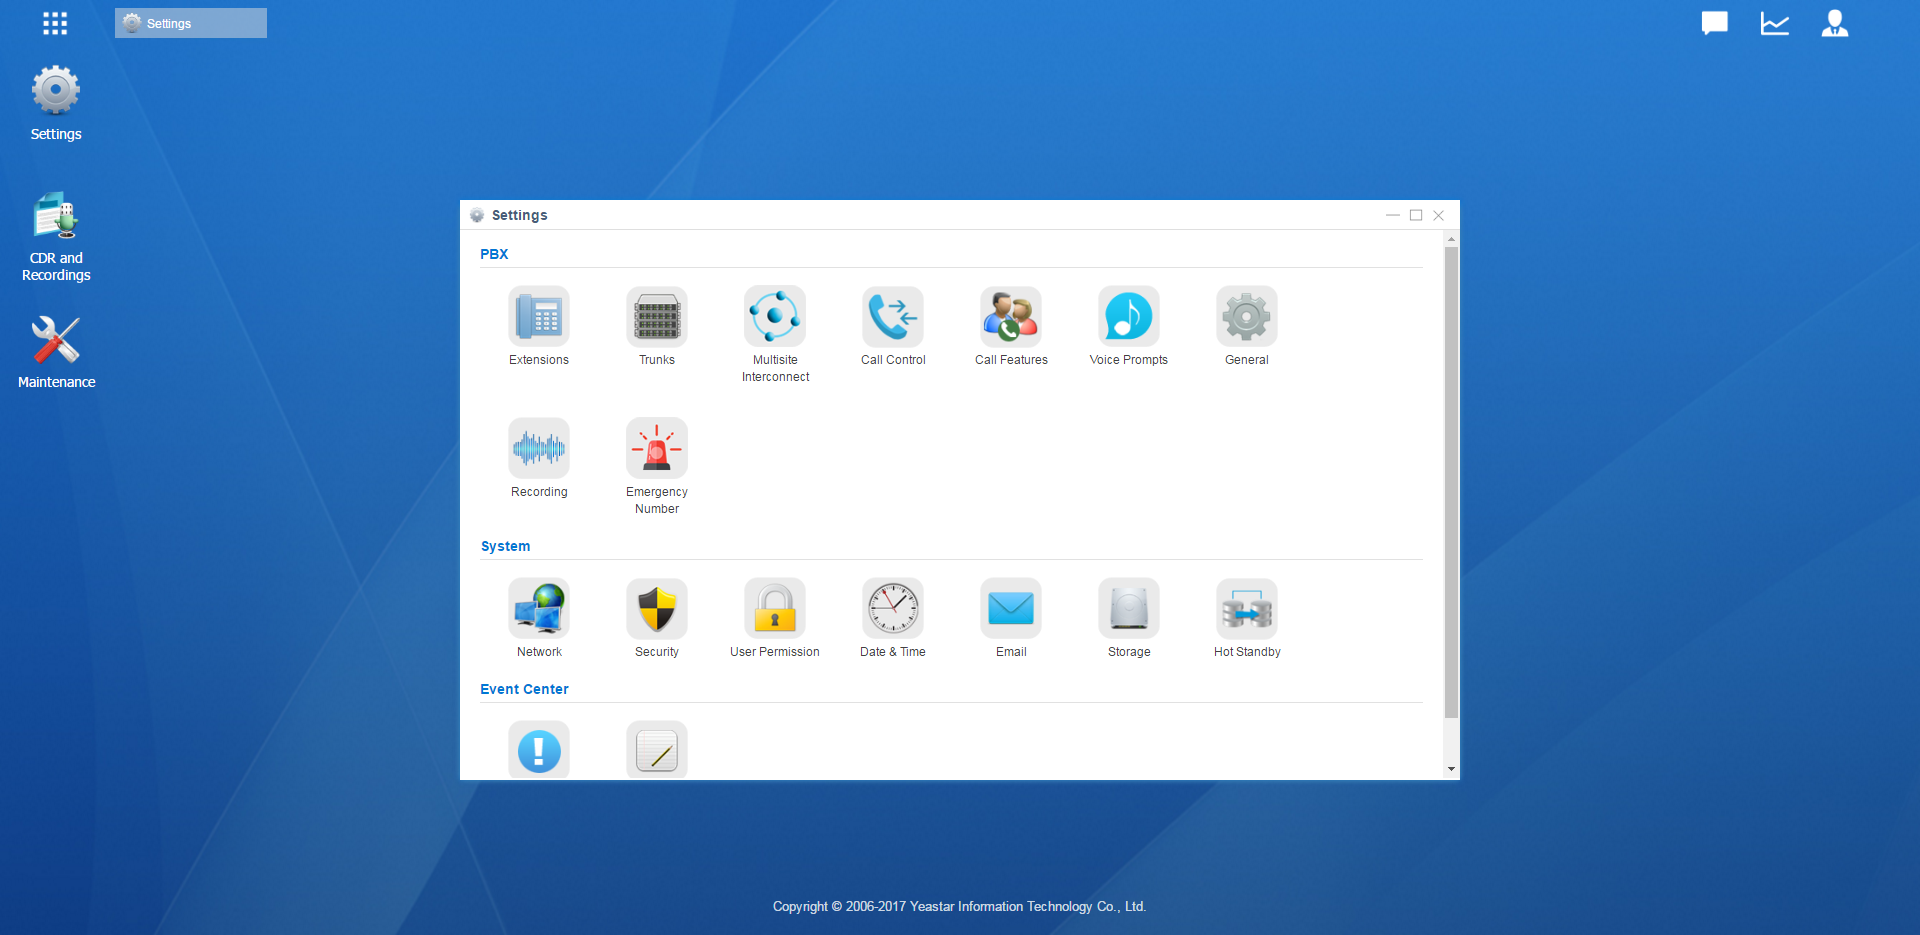 Settings
Settings
CDR and
Recordings
Maintenance
Settings
PBX
Extensions
Trunks
Multisite
Interconnect
Call Control
Call Features
Voice Prompts
General
Recording
Emergency
Number
System
Network
Security
User Permission
Date & Time
Email
Storage
Hot Standby
Event Center
Copyright © 2006-2017 Yeastar Information Technology Co., Ltd.